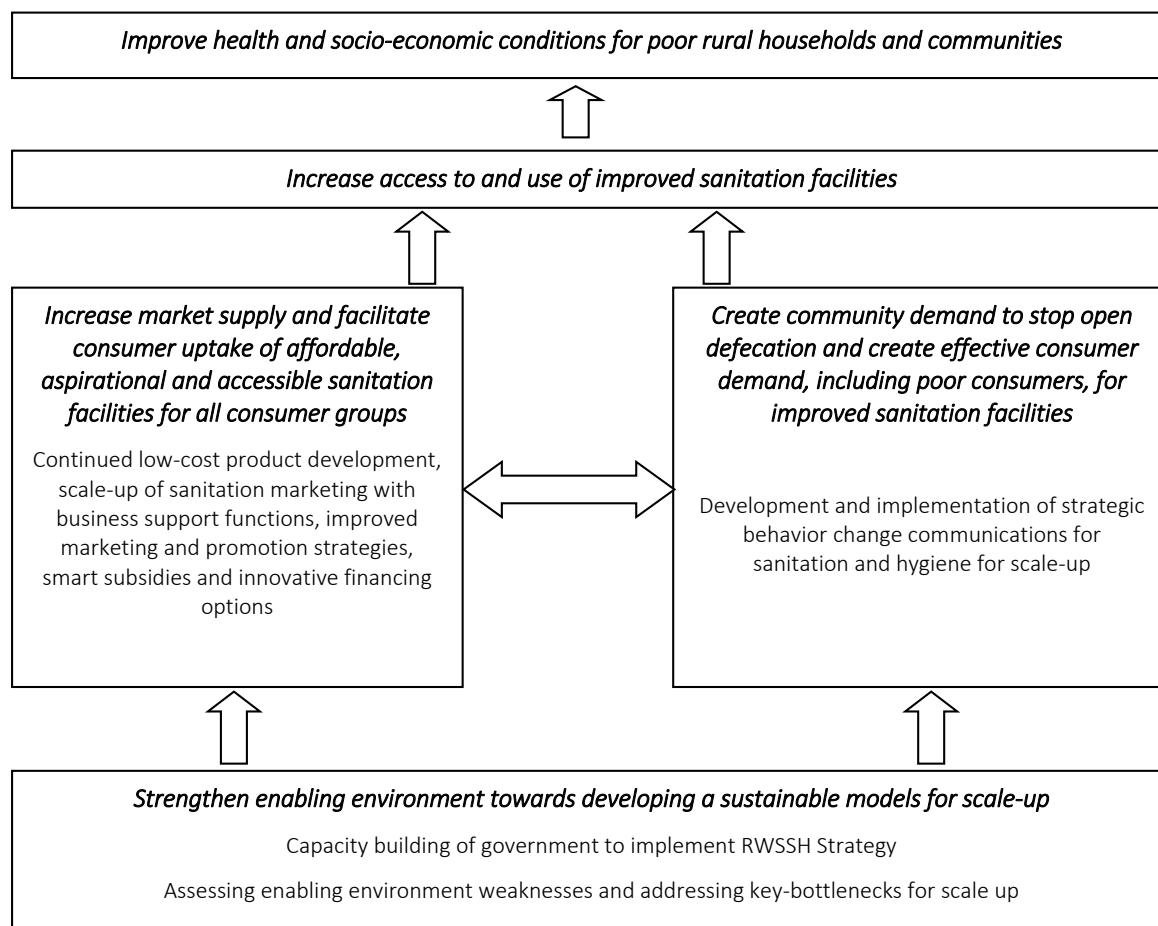 Improve health and socio-economic conditions for poor rural households and communities
Increase access to and use of improved sanitation facilities
Increase market supply and facilitate
consumer uptake of affordable,
aspirational and accessible sanitation
facilities for all consumer groups
Continued low-cost product development,
scale-up of sanitation marketing with
business support functions, improved
marketing and promotion strategies,
smart subsidies and innovative financing
options
Create community demand to stop open
defecation and create effective consumer
demand, including poor consumers, for
improved sanitation facilities
Development and implementation of strategic
behavior change communications for
sanitation and hygiene for scale-up
Strengthen enabling environment towards developing a sustainable models for scale-up
Capacity building of government to implement RWSSH Strategy
Assessing enabling environment weaknesses and addressing key-bottlenecks for scale up